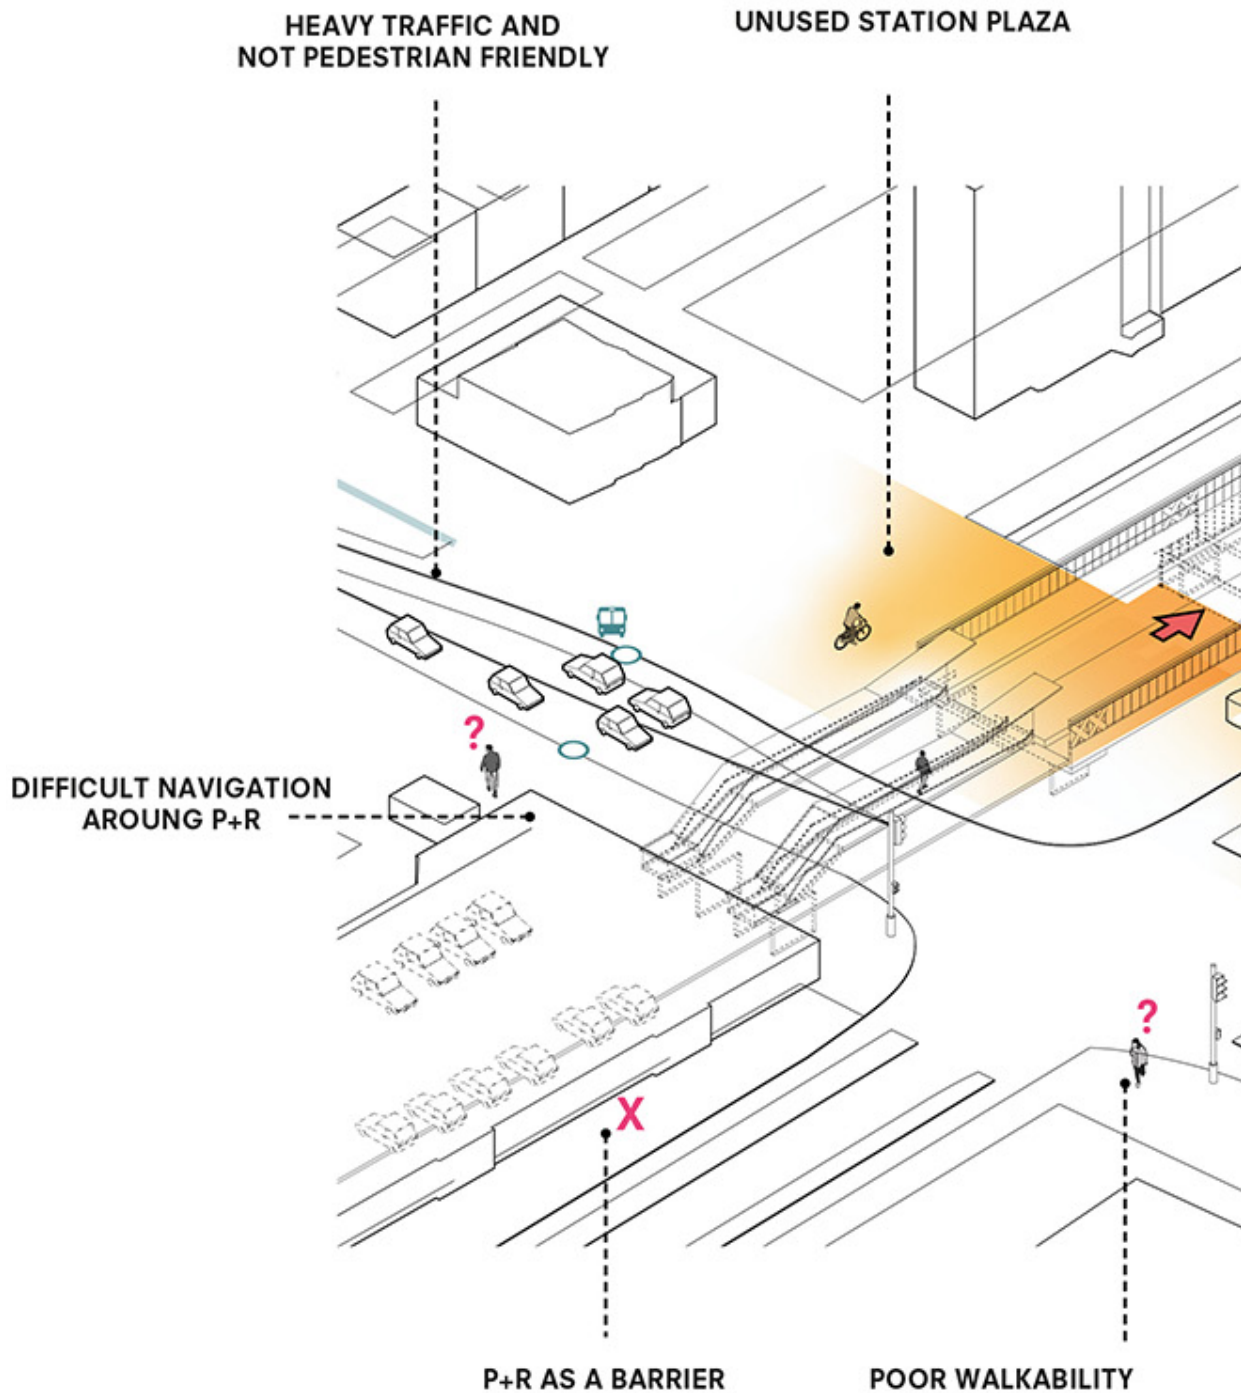 HEAVY TRAFFIC AND
NOT PEDESTRIAN FRIENDLY
UNUSED STATION PLAZA
?
DIFFICULT NAVIGATION
AROUNG P+R
?
X
P+R AS A BARRIER
POOR WALKABILITY